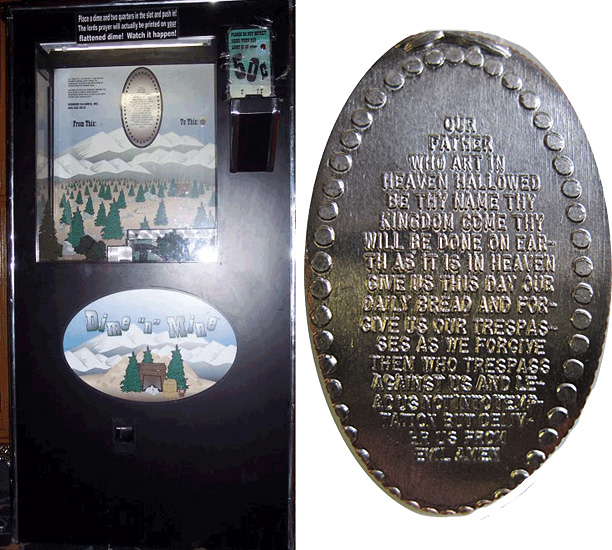 Place a dime and two quarters in the slot and push in!
The lords prayer will actually be printed on your
flattened dime! Watch it happen!
50¢
From This:
To This:
Dime "n" Mine
OUR
FATHER
WHO ART IN
HEAVEN HALLOWED
BE THY NAME THY
KINGDOM COME THY
WILL BE DONE ON EAR-
TH AS IT IS IN HEAVEN
GIVE US THIS DAY OUR
DAILY BREAD AND FOR-
GIVE US OUR TRESPAS-
SES AS WE FORGIVE
THEM WHO TRESPASS
AGAINST US AND LE-
AD US NOT INTO TEMP-
TATION BUT DELIV-
ER US FROM
EVIL AMEN